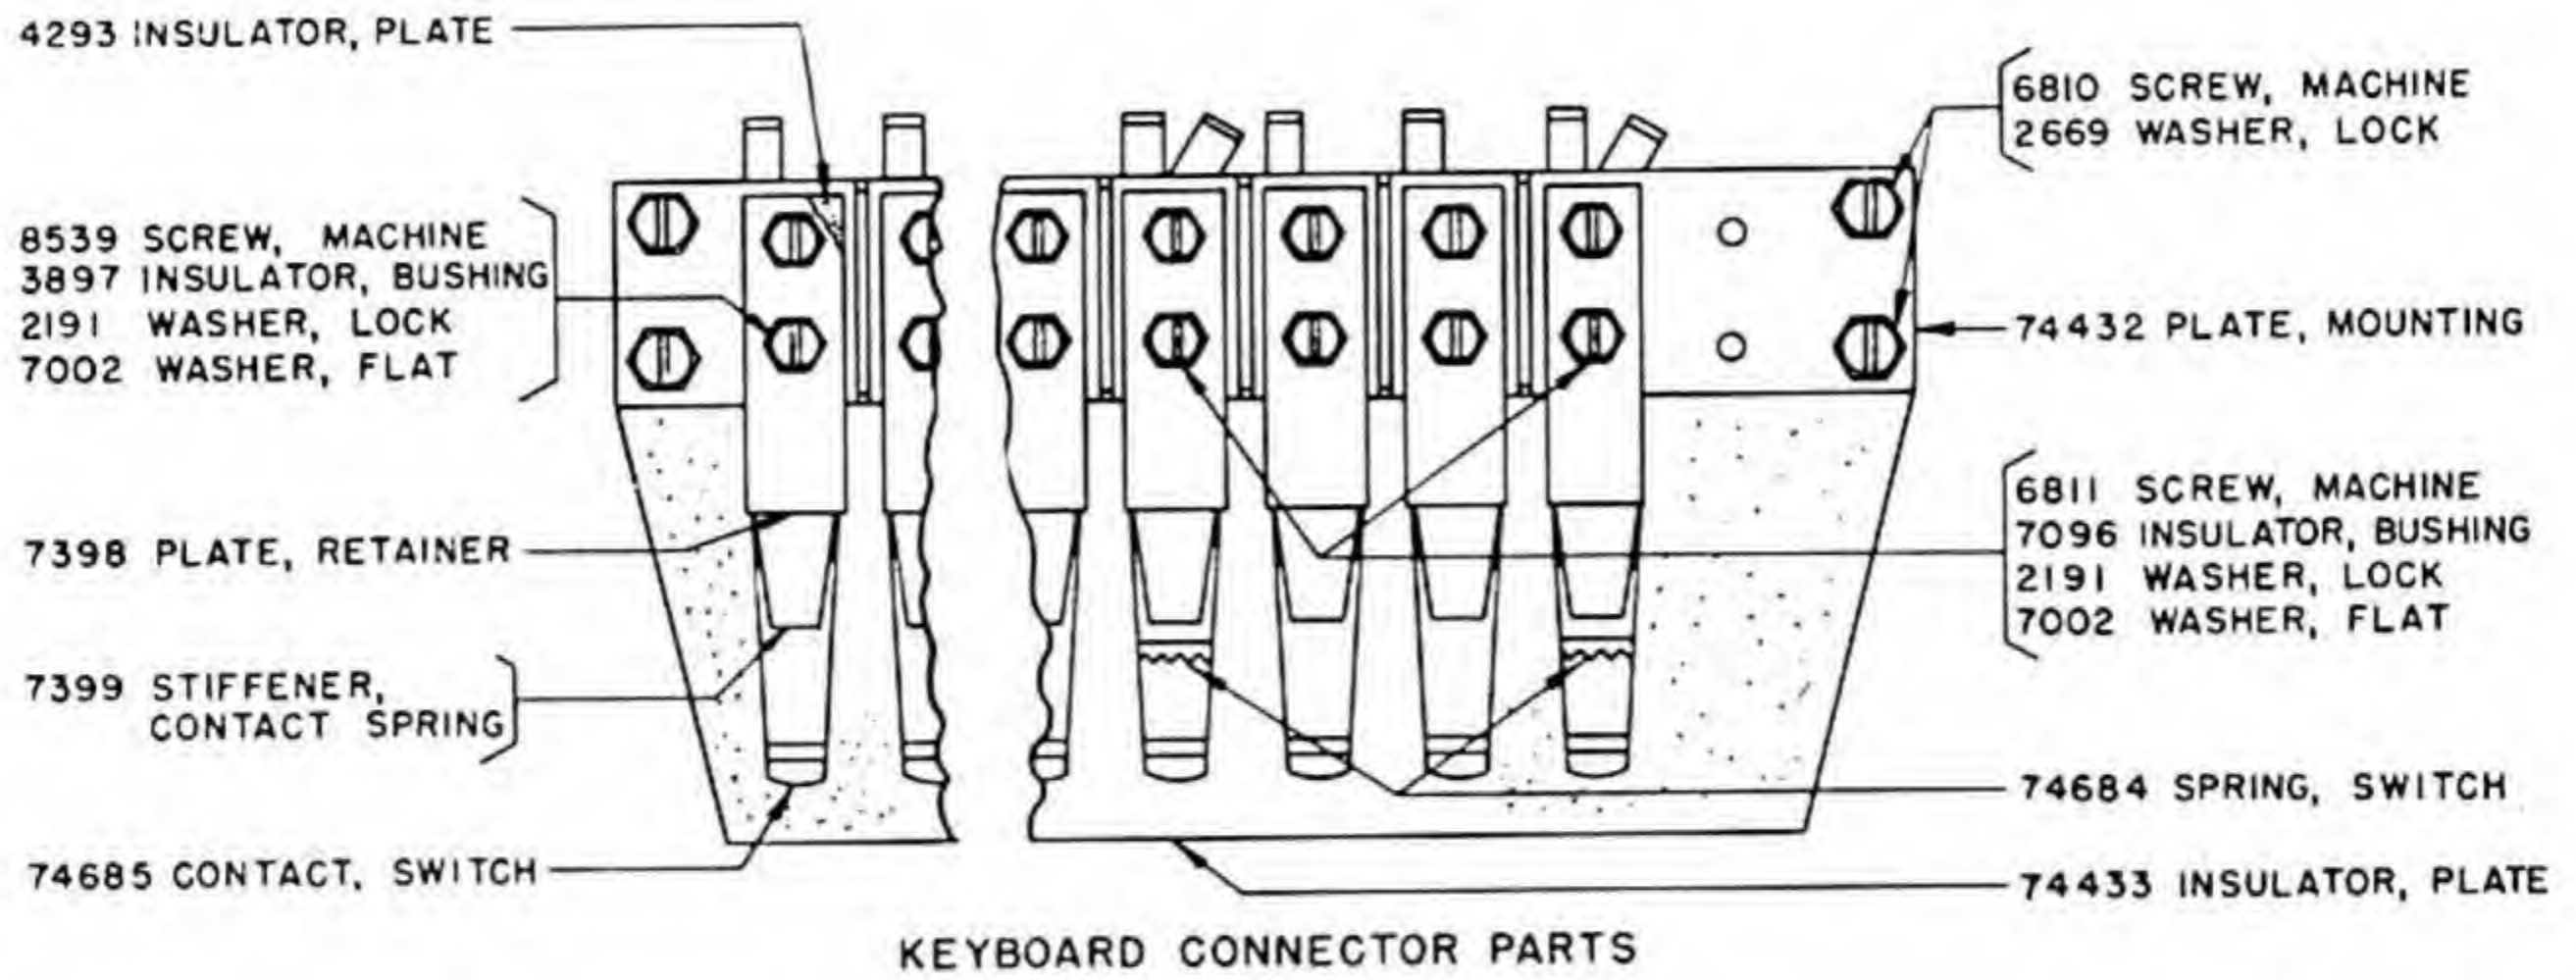 4293 INSULATOR, PLATE
8539 SCREW, MACHINE
3897 INSULATOR, BUSHING
2191 WASHER, LOCK
7002 WASHER, FLAT
7398 PLATE, RETAINER
7399 STIFFENER,
CONTACT SPRING
74685 CONTACT, SWITCH
6810 SCREW, MACHINE
2669 WASHER, LOCK
74432 PLATE, MOUNTING
6811 SCREW, MACHINE
7096 INSULATOR, BUSHING
2191 WASHER, LOCK
7002 WASHER, FLAT
74684 SPRING, SWITCH
74433 INSULATOR, PLATE
KEYBOARD CONNECTOR PARTS